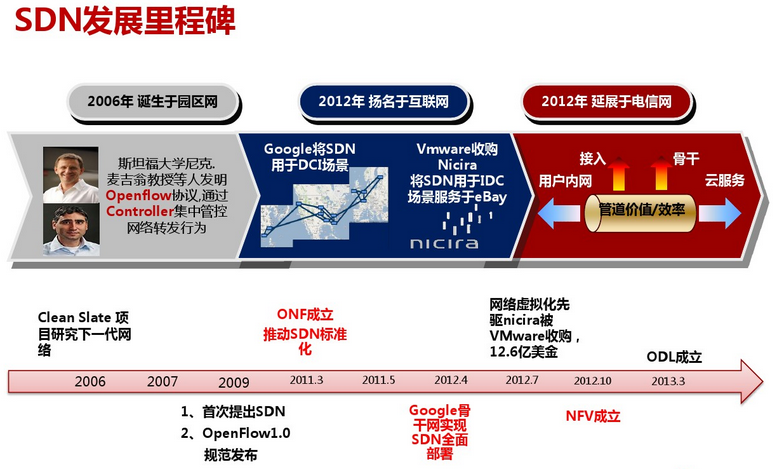 SDN发展里程碑
2006年 诞生于园区网
2012年 扬名于互联网
2012年 延展于电信网
斯坦福大学尼克.
麦吉翁教授等人发明
Openflow协议,通过
Controller集中管控
网络转发行为
Google将SDN
用于DCI场景
Vmware收购
Nicira
将SDN用于IDC
场景服务于eBay
nicira
接入
骨干
用户内网
云服务
管道价值/效率
Clean Slate 项
目研究下一代网
络
ONF成立
推动SDN标准
化
网络虚拟化先
驱nicira被
VMware收购，
12.6亿美金
ODL成立
2006
2007
2009
2011.3
2011.5
2012.4
2012.7
2012.10
2013.3
1、首次提出SDN
2、OpenFlow1.0
规范发布
Google骨
干网实现
SDN全面
部署
NFV成立